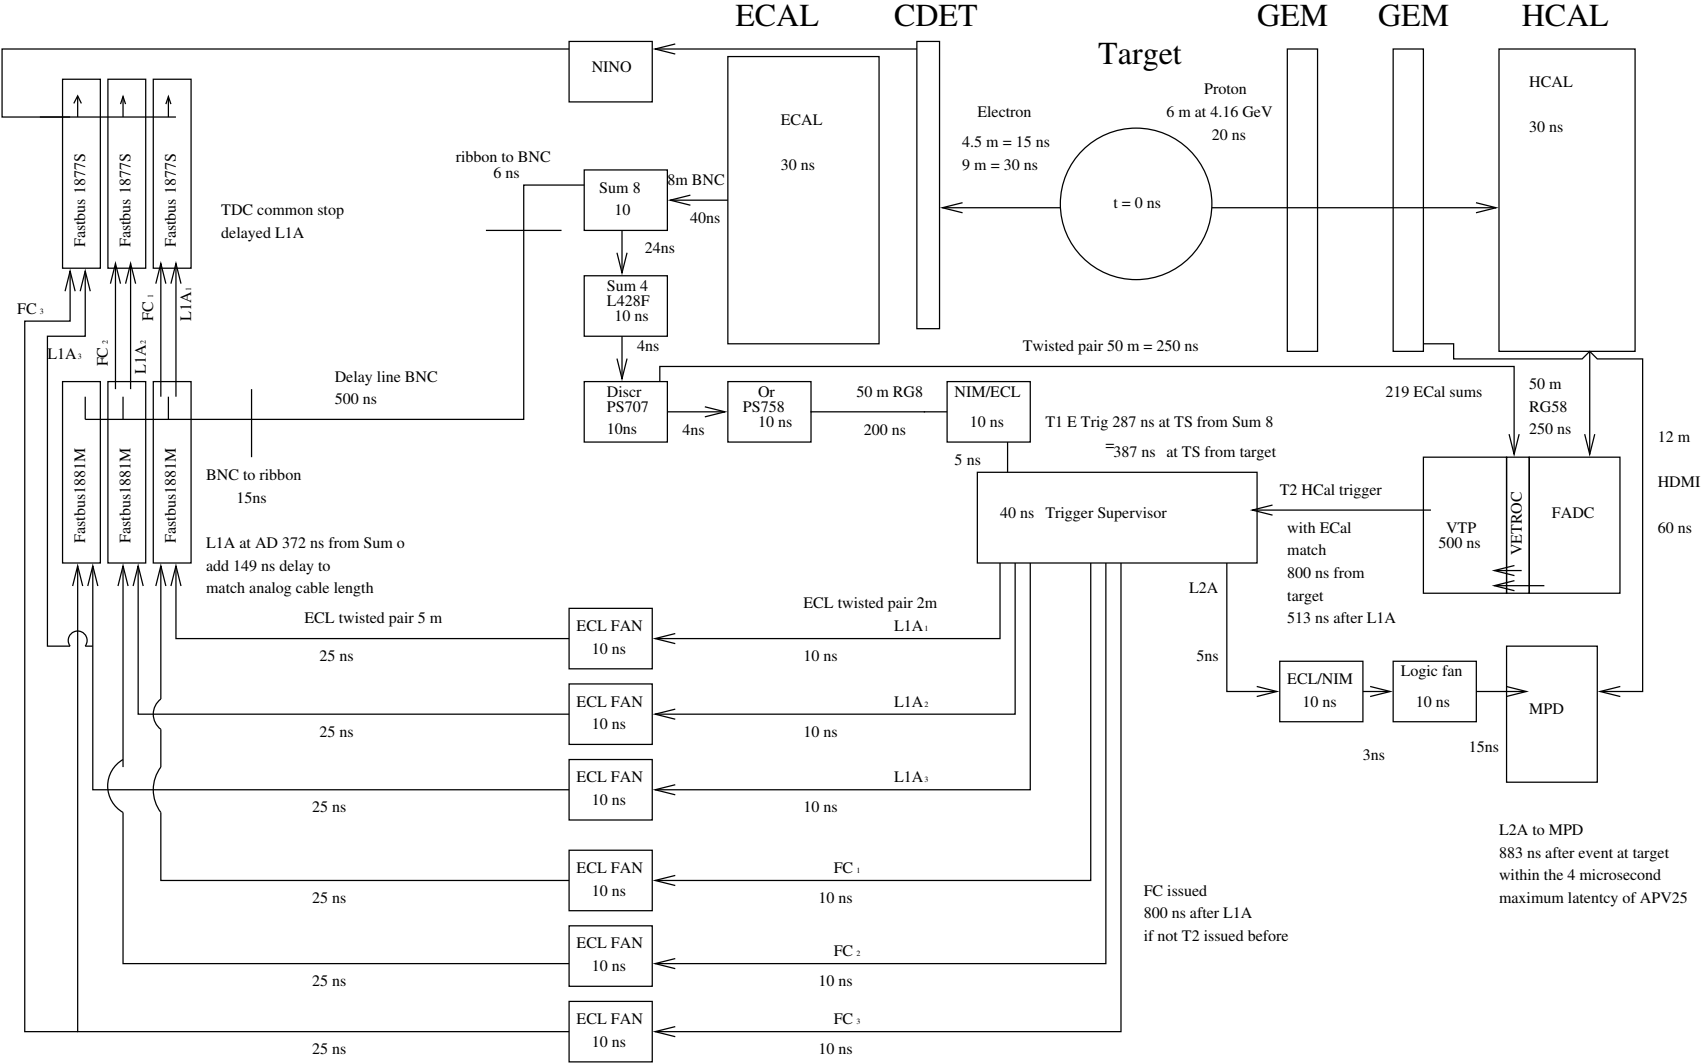 ECAL
CDET
GEM
GEM
HCAL
Target
NINO
ECAL
30 ns
Electron
4.5 m = 15 ns
9 m = 30 ns
Proton
6 m at 4.16 GeV
20 ns
t = 0 ns
HCAL
30 ns
Fastbus 1877S
Fastbus 1877S
Fastbus 1877S
TDC common stop
delayed L1A
ribbon to BNC
6 ns
Sum 8
10
8m BNC
40ns
24ns
Sum 4
L428F
10 ns
4ns
FC 3
L1A3
FC 2
L1A2
FC 1
L1A1
Delay line BNC
500 ns
Discr
PS707
10ns
4ns
Or
PS758
10 ns
50 m RG8
200 ns
NIM/ECL
10 ns
5 ns
Twisted pair 50 m = 250 ns
219 ECal sums
50 m
RG58
250 ns
12 m
HDMI
60 ns
T1 E Trig 287 ns at TS from Sum 8
=387 ns at TS from target
Fastbus1881M
Fastbus1881M
Fastbus1881M
BNC to ribbon
15ns
L1A at AD 372 ns from Sum o
add 149 ns delay to
match analog cable length
40 ns Trigger Supervisor
T2 HCal trigger
with ECal
match
800 ns from
target
513 ns after L1A
VTP
500 ns
VETROC
FADC
L2A
5ns
ECL/NIM
10 ns
3ns
Logic fan
10 ns
15ns
MPD
ECL twisted pair 5 m
25 ns
ECL FAN
10 ns
ECL twisted pair 2m
L1A1
10 ns
25 ns
ECL FAN
10 ns
L1A2
10 ns
25 ns
ECL FAN
10 ns
L1A3
10 ns
25 ns
ECL FAN
10 ns
FC 1
10 ns
25 ns
ECL FAN
10 ns
FC 2
10 ns
25 ns
ECL FAN
10 ns
FC 3
10 ns
FC issued
800 ns after L1A
if not T2 issued before
L2A to MPD
883 ns after event at target
within the 4 microsecond
maximum latentcy of APV25